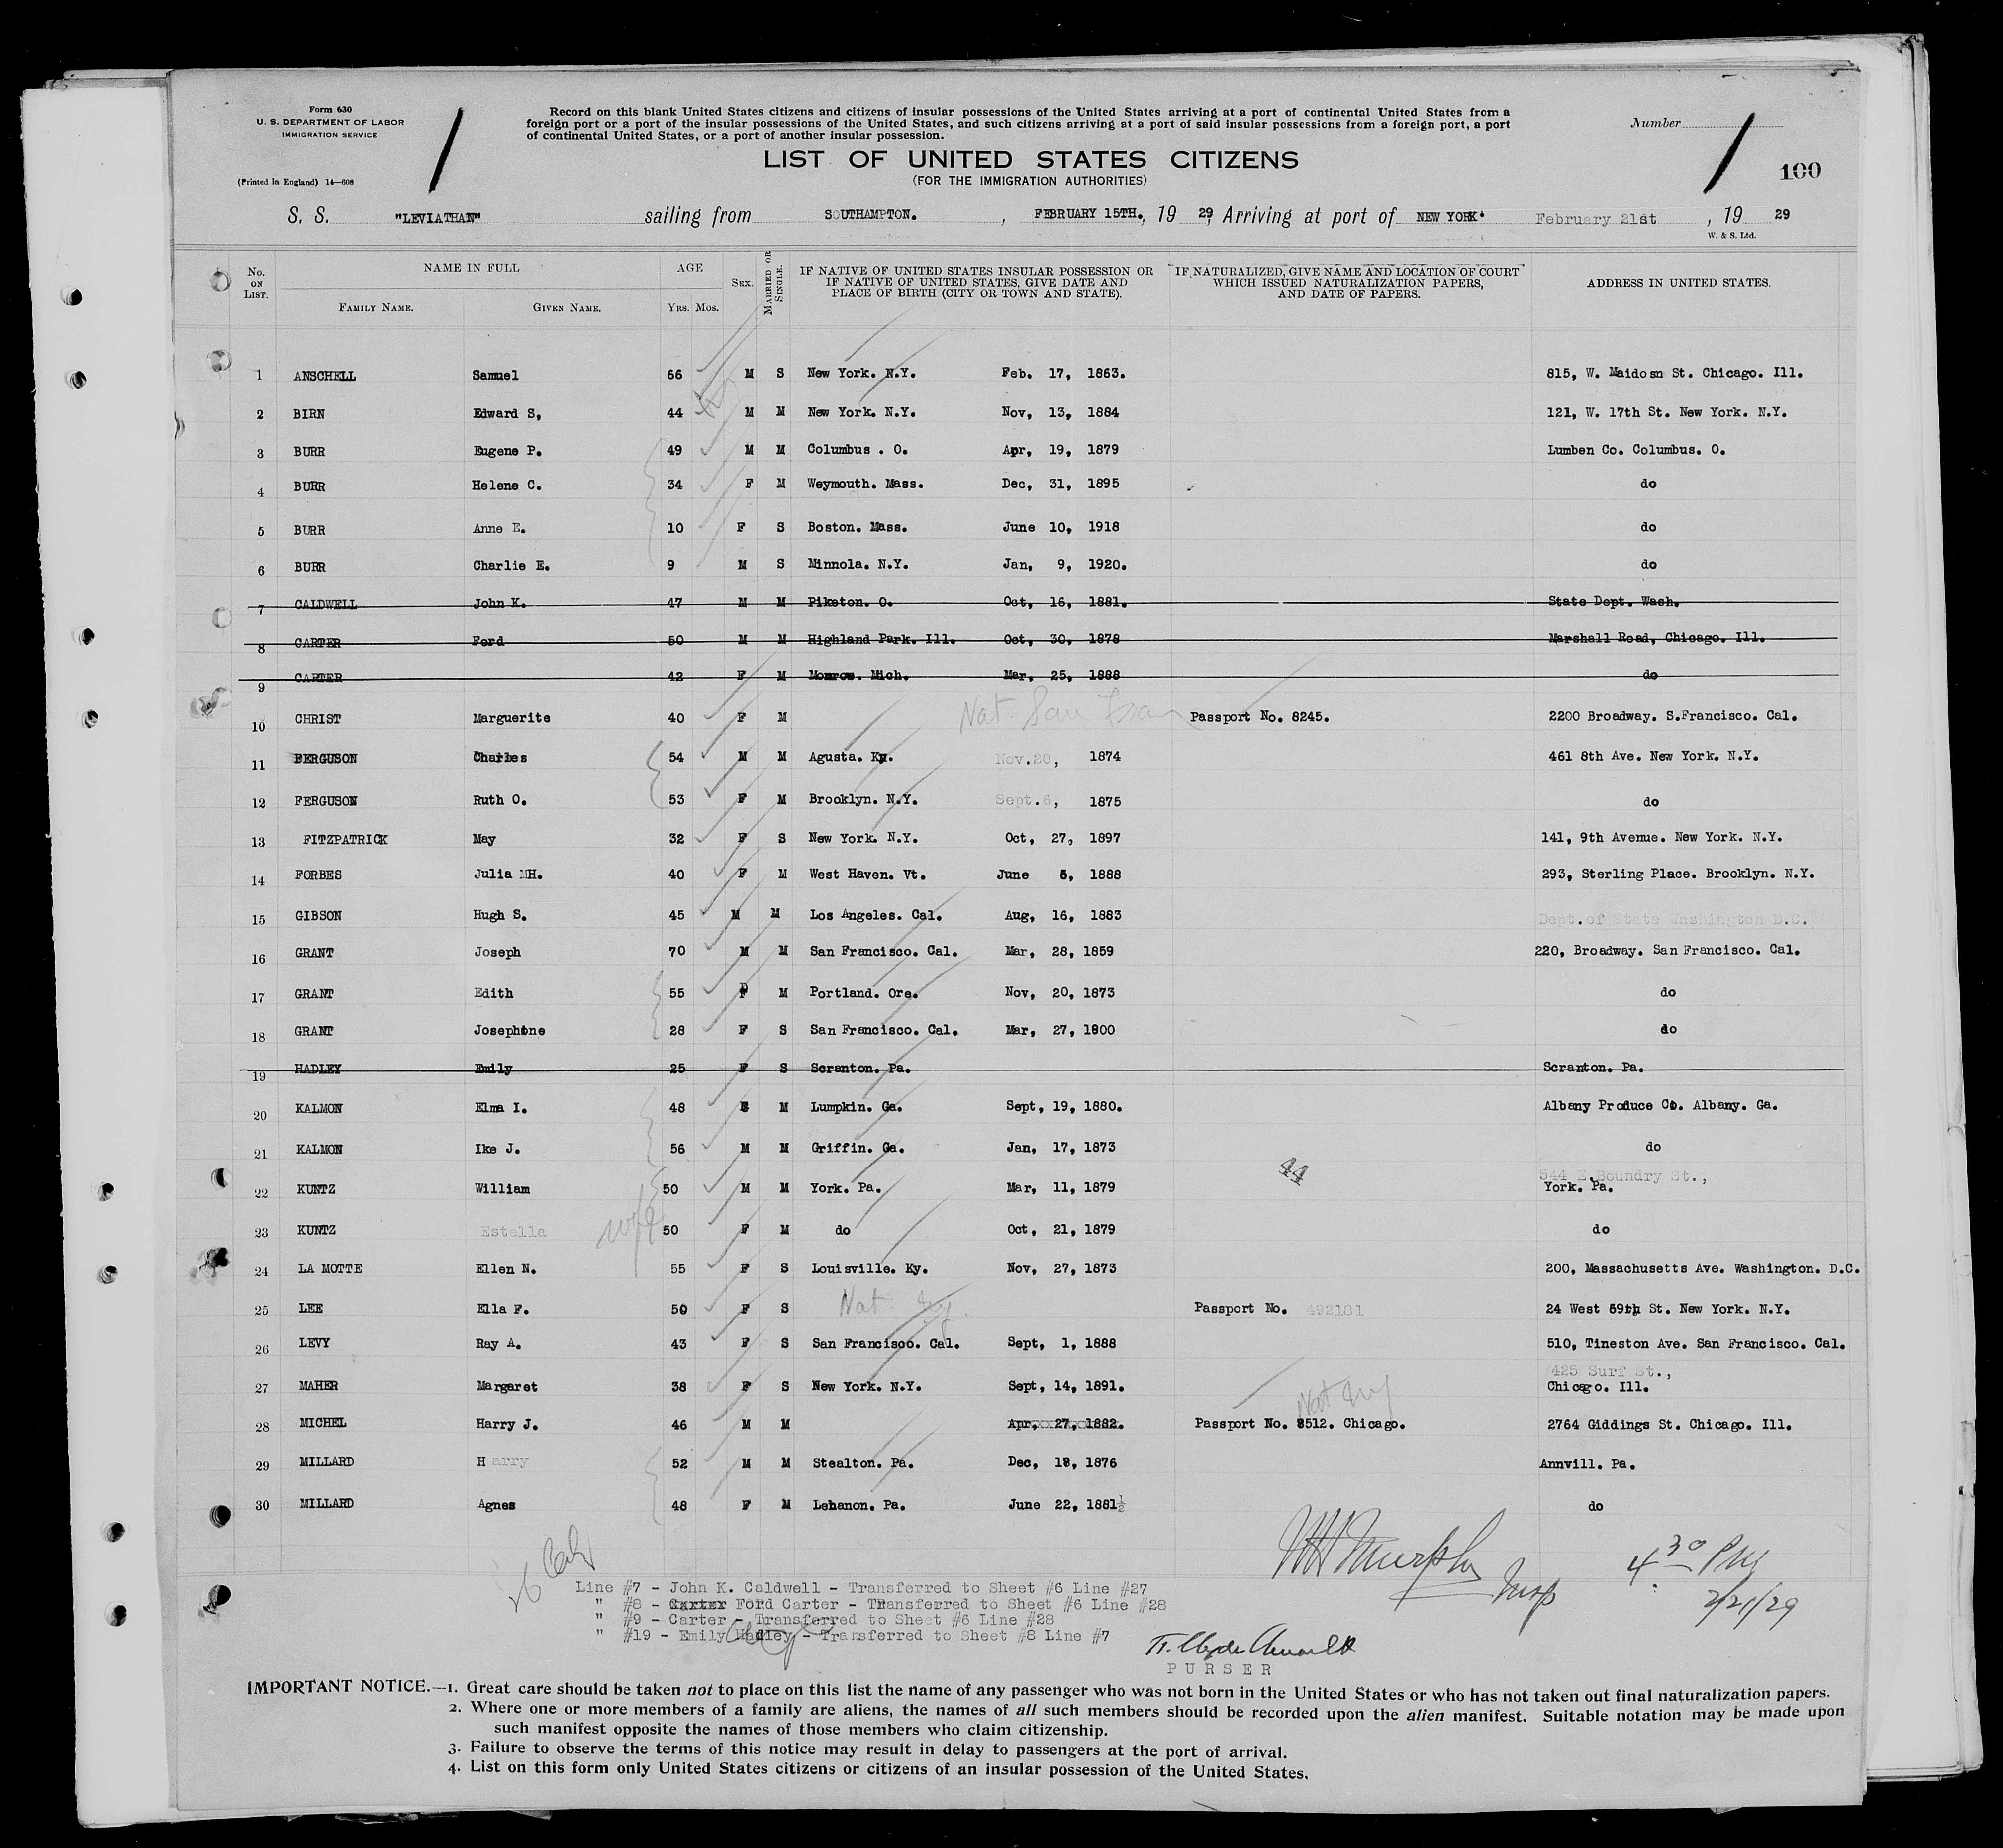 Form 630
U. S. DEPARTMENT OF LABOR
IMMIGRATION SERVICE
(Printed in England) 14—608
Record on this blank United States citizens and citizens of insular possessions of the United States arriving at a port of continental United States from a
foreign port or a port of the insular possessions of the United States, and such citizens arriving at a port of said insular possessions from a foreign port, a port
of continental United States, or a port of another insular possession.
Number
LIST OF UNITED STATES CITIZENS
(FOR THE IMMIGRATION AUTHORITIES)
100
S. S. "LEVIATHAN" sailing from SOUTHAMPTON. , FEBRUARY 15TH., 19 29, Arriving at port of NEW YORK. February 21st , 19 29
W. & S. Ltd.
No. ON LIST. NAME IN FULL AGE SEX. MARRIED OR SINGLE. IF NATIVE OF UNITED STATES INSULAR POSSESSION OR IF NATIVE OF UNITED STATES, GIVE DATE AND PLACE OF BIRTH (CITY OR TOWN AND STATE). IF NATURALIZED, GIVE NAME AND LOCATION OF COURT WHICH ISSUED NATURALIZATION PAPERS, AND DATE OF PAPERS. ADDRESS IN UNITED STATES.
FAMILY NAME. GIVEN NAME. YRS. MOS.
1 ANSCHELL Samuel 66 M S New York. N.Y. Feb. 17, 1863. 815, W. Maidosn St. Chicago. Ill.
2 BIRN Edward S, 44 M M New York. N.Y. Nov, 13, 1884 121, W. 17th St. New York. N.Y.
3 BURR Eugene P. 49 M M Columbus . O. Apr, 19, 1879 Lumben Co. Columbus. O.
4 BURR Helene C. 34 F M Weymouth. Mass. Dec, 31, 1895 do
5 BURR Anne E. 10 F S Boston. Mass. June 10, 1918 do
6 BURR Charlie E. 9 M S Minnola. N.Y. Jan, 9, 1920. do
7 CALDWELL John K. 47 M M Piketon. O. Oct, 16, 1881. State Dept. Wash.
8 CARTER Ford 50 M M Highland Park. Ill. Oct, 30, 1878 Marshall Road, Chicago. Ill.
9 CARTER 42 F M Monroe. Mich. Mar, 25, 1888 do
10 CHRIST Marguerite 40 F M Nat. San Fran Passport No. 8245. 2200 Broadway. S.Francisco. Cal.
11 FERGUSON Charles 54 M M Agusta. Ky. Nov.20, 1874 461 8th Ave. New York. N.Y.
12 FERGUSON Ruth O. 53 F M Brooklyn. N.Y. Sept.6, 1875 do
13 FITZPATRICK May 32 F S New York. N.Y. Oct, 27, 1897 141, 9th Avenue. New York. N.Y.
14 FORBES Julia MH. 40 F M West Haven. Vt. June 6, 1888 293, Sterling Place. Brooklyn. N.Y.
15 GIBSON Hugh S. 45 M M Los Angeles. Cal. Aug, 16, 1883 Dept.of State Washington D.C.
16 GRANT Joseph 70 M M San Francisco. Cal. Mar, 28, 1859 220, Broadway. San Francisco. Cal.
17 GRANT Edith 55 F M Portland. Ore. Nov, 20, 1873 do
18 GRANT Josephine 28 F S San Francisco. Cal. Mar, 27, 1900 do
19 HADLEY Emily 25 F S Scranton. Pa. Scranton. Pa.
20 KALMON Elma I. 48 F M Lumpkin. Ga. Sept, 19, 1880. Albany Produce Co. Albany. Ga.
21 KALMON Ike J. 56 M M Griffin. Ga. Jan, 17, 1873 do
44 544 E.Boundry St.,
22 KUNTZ William 50 M M York. Pa. Mar, 11, 1879 York. Pa.
23 KUNTZ Estella wife 50 F M do Oct, 21, 1879 do
24 LA MOTTE Ellen N. 55 F S Louisville. Ky. Nov, 27, 1873 200, Massachusetts Ave. Washington. D.C.
25 LEE Ella F. 50 F S Nat. Ny. Passport No. 492181 24 West 59th St. New York. N.Y.
26 LEVY Ray A. 43 F S San Francisco. Cal. Sept, 1, 1888 510, Tineston Ave. San Francisco. Cal.
425 Surf St.,
27 MAHER Margaret 38 F S New York. N.Y. Sept, 14, 1891. Chicago. Ill.
Nat Ny
28 MICHEL Harry J. 46 M M Apr, 27, 1882. Passport No. 8512. Chicago. 2764 Giddings St. Chicago. Ill.
29 MILLARD Harry 52 M M Stealton. Pa. Dec, 18, 1876 Annvill. Pa.
30 MILLARD Agnes 48 F M Lebanon. Pa. June 22, 1881½ do
26 Cab
WH Murphy Insp
4 30 PM
2/21/29
Line #7 - John K. Caldwell - Transferred to Sheet #6 Line #27
" #8 - Carter Ford Carter - Transferred to Sheet #6 Line #28
" #9 - Carter - Transferred to Sheet #6 Line #28
" #19 - Emily Hadley - Transferred to Sheet #8 Line #7
PURSER
IMPORTANT NOTICE.—1. Great care should be taken not to place on this list the name of any passenger who was not born in the United States or who has not taken out final naturalization papers.
2. Where one or more members of a family are aliens, the names of all such members should be recorded upon the alien manifest. Suitable notation may be made upon
such manifest opposite the names of those members who claim citizenship.
3. Failure to observe the terms of this notice may result in delay to passengers at the port of arrival.
4. List on this form only United States citizens or citizens of an insular possession of the United States.